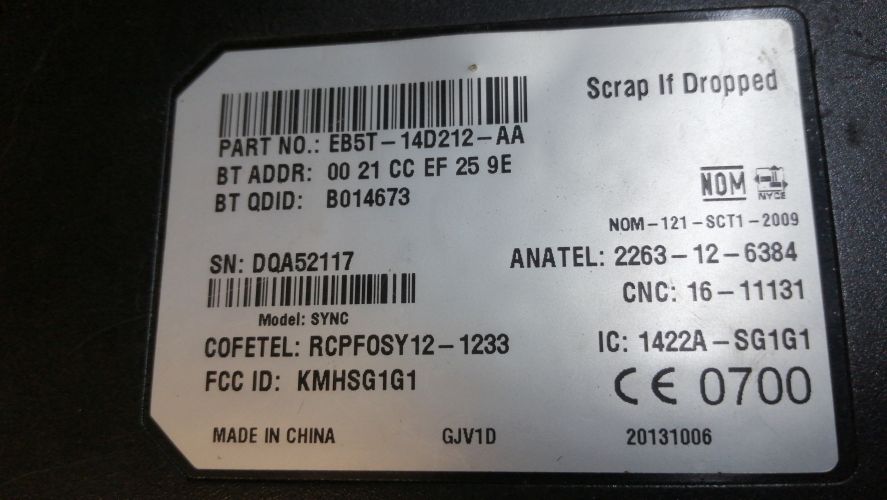 Scrap If Dropped
PART NO.: EB5T-14D212-AA
BT ADDR: 00 21 CC EF 25 9E
BT QDID: B014673
NOM
NYCE
NOM-121-SCT1-2009
SN: DQA52117
ANATEL: 2263-12-6384
CNC: 16-11131
Model: SYNC
COFETEL: RCPFOSY12-1233
IC: 1422A-SG1G1
FCC ID: KMHSG1G1
CE 0700
MADE IN CHINA GJV1D 20131006